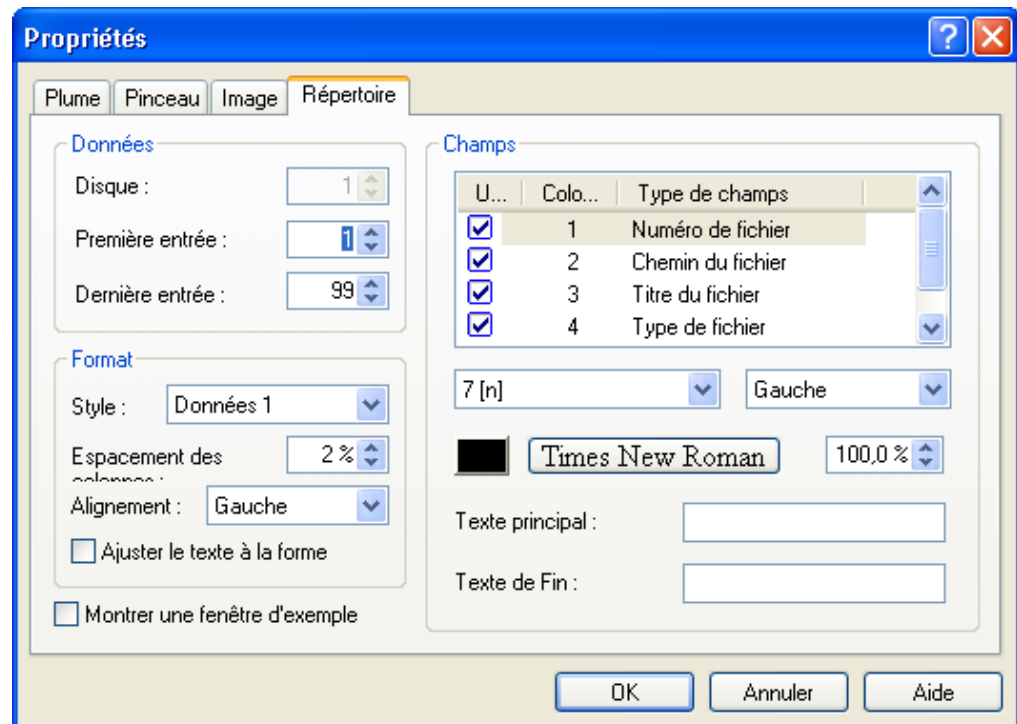 Propriétés
Plume Pinceau Image Répertoire
Données
Disque : 1
Première entrée : 1
Dernière entrée : 99
Format
Style : Données 1
Espacement des 2 %
Alignement : Gauche
Ajuster le texte à la forme
Montrer une fenêtre d'exemple
Champs
U... Colo... Type de champs
1 Numéro de fichier
2 Chemin du fichier
3 Titre du fichier
4 Type de fichier
7 [n] Gauche
Times New Roman 100,0 %
Texte principal :
Texte de Fin :
OK Annuler Aide